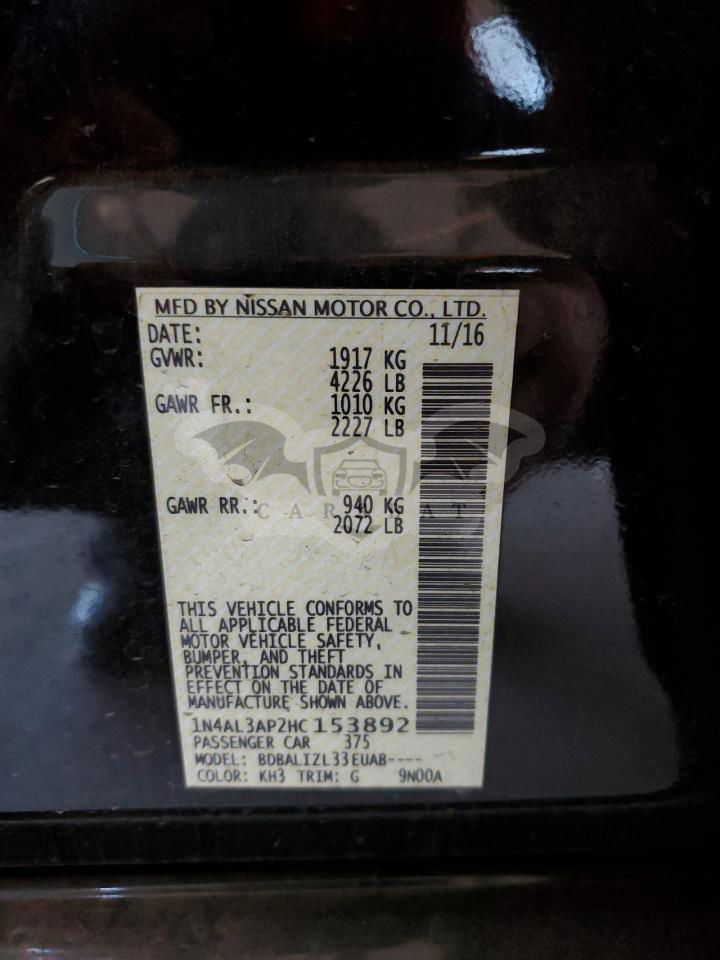 MFD BY NISSAN MOTOR CO., LTD.
DATE: 11/16
GVWR: 1917 KG
4226 LB
GAWR FR.: 1010 KG
2227 LB
GAWR RR.: 940 KG
2072 LB
THIS VEHICLE CONFORMS TO
ALL APPLICABLE FEDERAL
MOTOR VEHICLE SAFETY,
BUMPER, AND THEFT
PREVENTION STANDARDS IN
EFFECT ON THE DATE OF
MANUFACTURE SHOWN ABOVE.
1N4AL3AP2HC153892
PASSENGER CAR 375
MODEL: BDBALIZL33EUAB----
COLOR: KH3 TRIM: G 9N00A